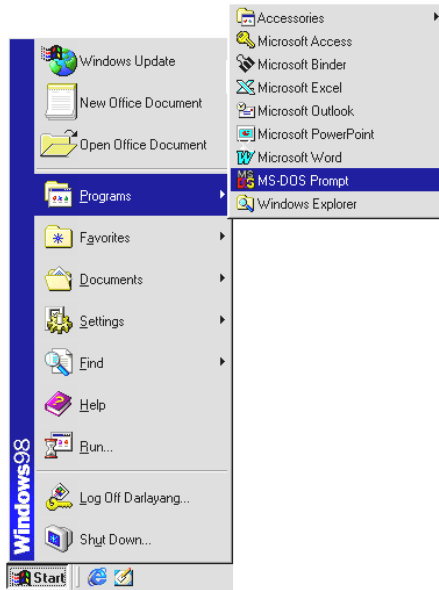 Accessories
Microsoft Access
Microsoft Binder
Microsoft Excel
Microsoft Outlook
Microsoft PowerPoint
Microsoft Word
MS-DOS Prompt
Windows Explorer
Windows Update
New Office Document
Open Office Document
Programs
Favorites
Documents
Settings
Find
Help
Run...
Log Off Darlayang...
Shut Down...
Windows98
Start